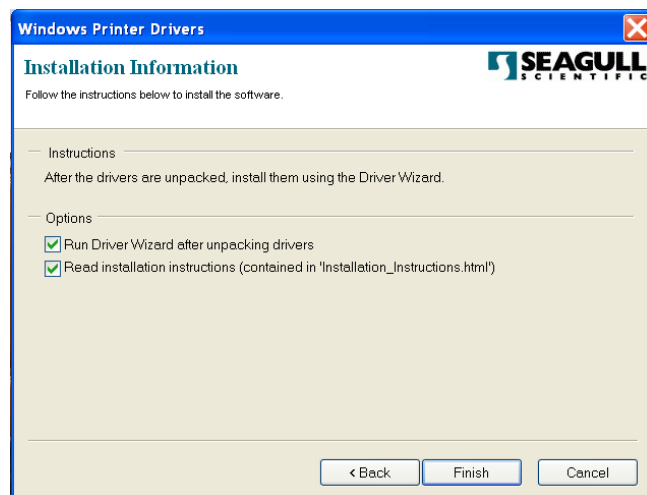 Windows Printer Drivers
Installation Information
SEAGULL
SCIENTIFIC
Follow the instructions below to install the software.
Instructions
After the drivers are unpacked, install them using the Driver Wizard.
Options
Run Driver Wizard after unpacking drivers
Read installation instructions (contained in 'Installation_Instructions.html')
< Back
Finish
Cancel